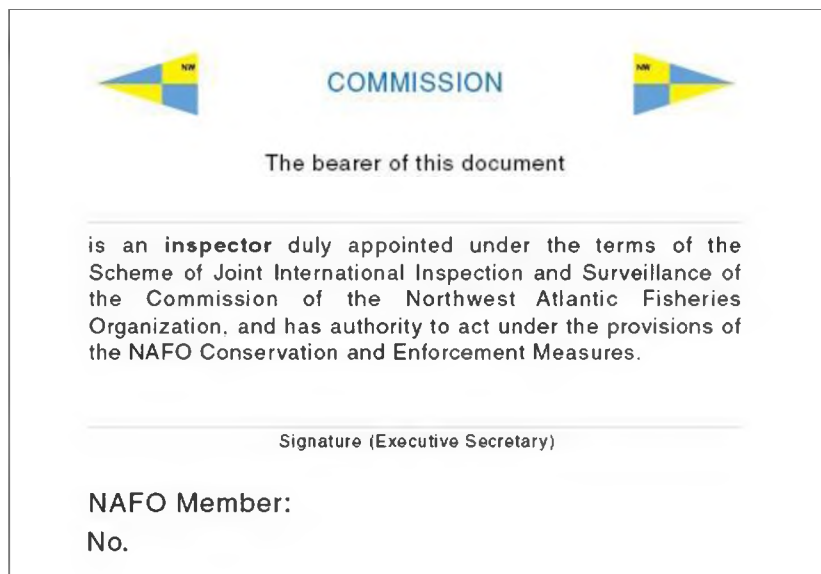 NW COMMISSION NW
The bearer of this document
is an inspector duly appointed under the terms of the
Scheme of Joint International Inspection and Surveillance of
the Commission of the Northwest Atlantic Fisheries
Organization, and has authority to act under the provisions of
the NAFO Conservation and Enforcement Measures.
Signature (Executive Secretary)
NAFO Member:
No.